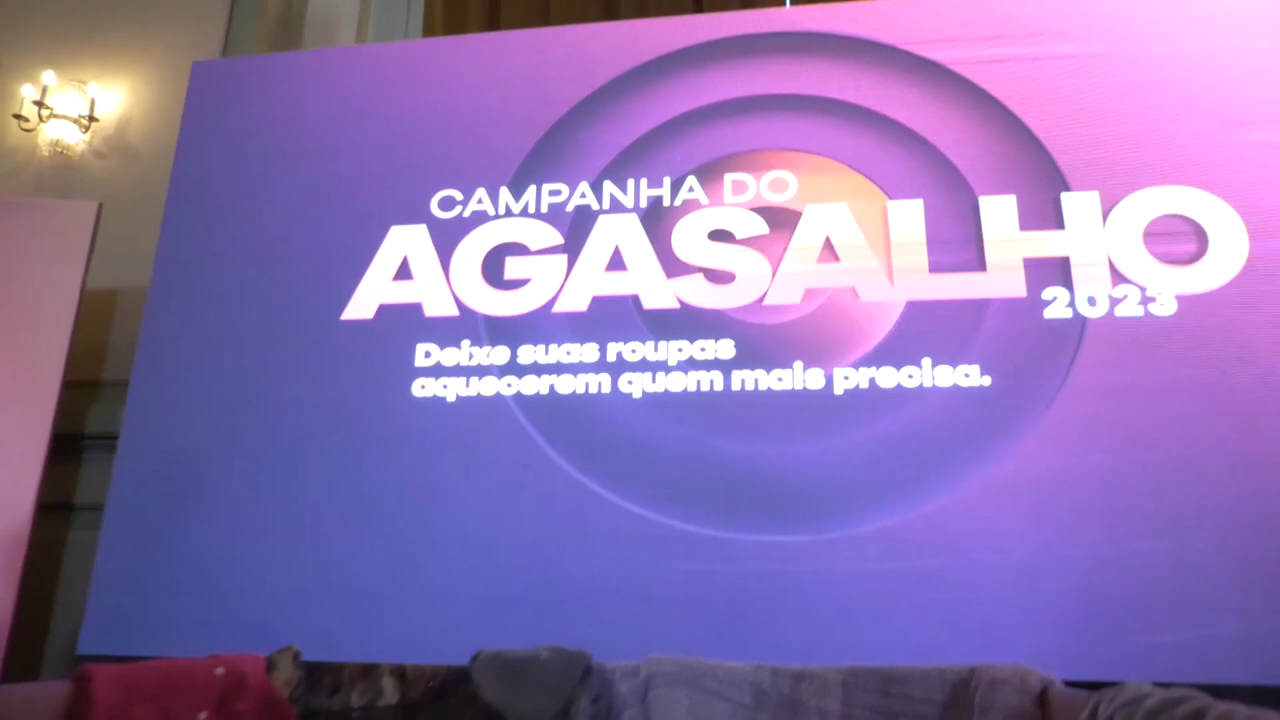 CAMPANHA DO
AGASALHO
2023
Deixe suas roupas
aquecerem quem mais precisa.